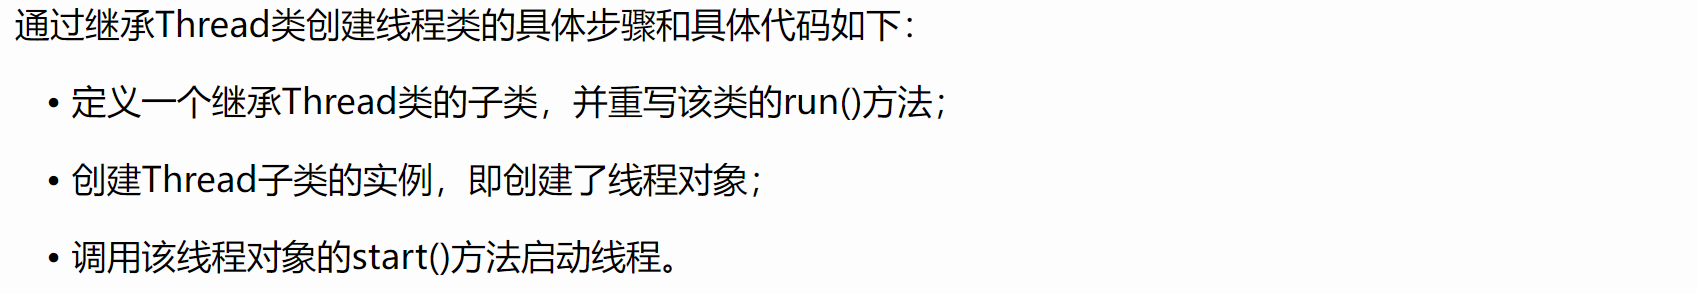 通过继承Thread类创建线程类的具体步骤和具体代码如下：
• 定义一个继承Thread类的子类，并重写该类的run()方法；
• 创建Thread子类的实例，即创建了线程对象；
• 调用该线程对象的start()方法启动线程。